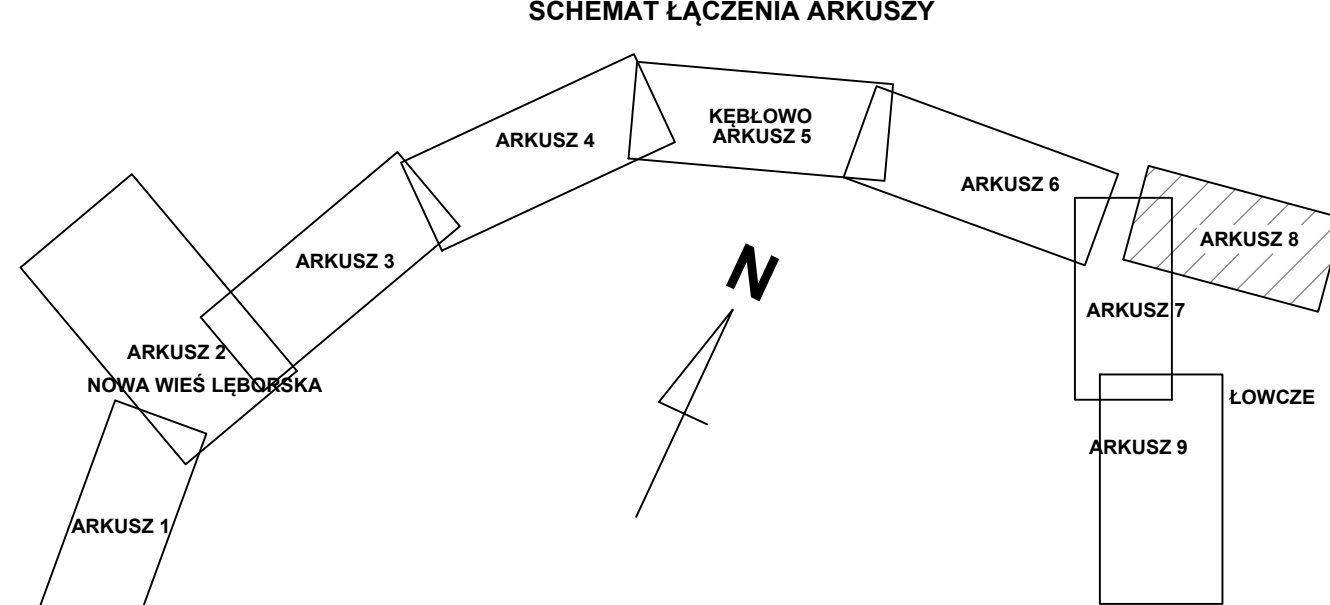 SCHEMAT ŁĄCZENIA ARKUSZY
KĘBŁOWO
ARKUSZ 5
ARKUSZ 4
ARKUSZ 6
ARKUSZ 3
ARKUSZ 8
N
ARKUSZ 7
ARKUSZ 2
NOWA WIEŚ LĘBORSKA
ŁOWCZE
ARKUSZ 9
ARKUSZ 1